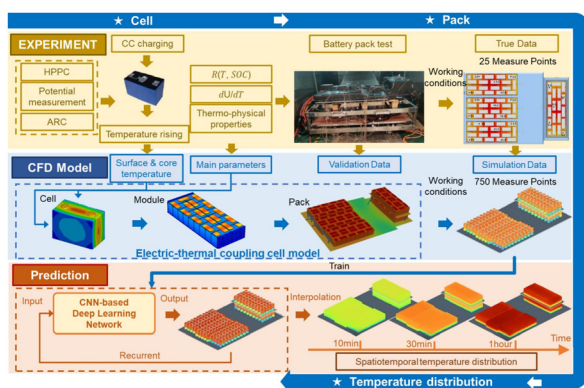 ★ Cell
★ Pack
EXPERIMENT
CC charging
Battery pack test
True Data
25 Measure Points
HPPC
Potential
measurement
ARC
R(T, SOC)
dU/dT
Thermo-physical
properties
Working
conditions
Temperature rising
CFD Model
Surface & core
temperature
Main parameters
Validation Data
Simulation Data
Working
conditions
750 Measure Points
Cell
Module
Pack
Electric-thermal coupling cell model
Train
Prediction
Input
CNN-based
Deep Learning
Network
Output
Recurrent
Interpolation
10min
30min
1hour
Time
Spatiotemporal temperature distribution
★ Temperature distribution